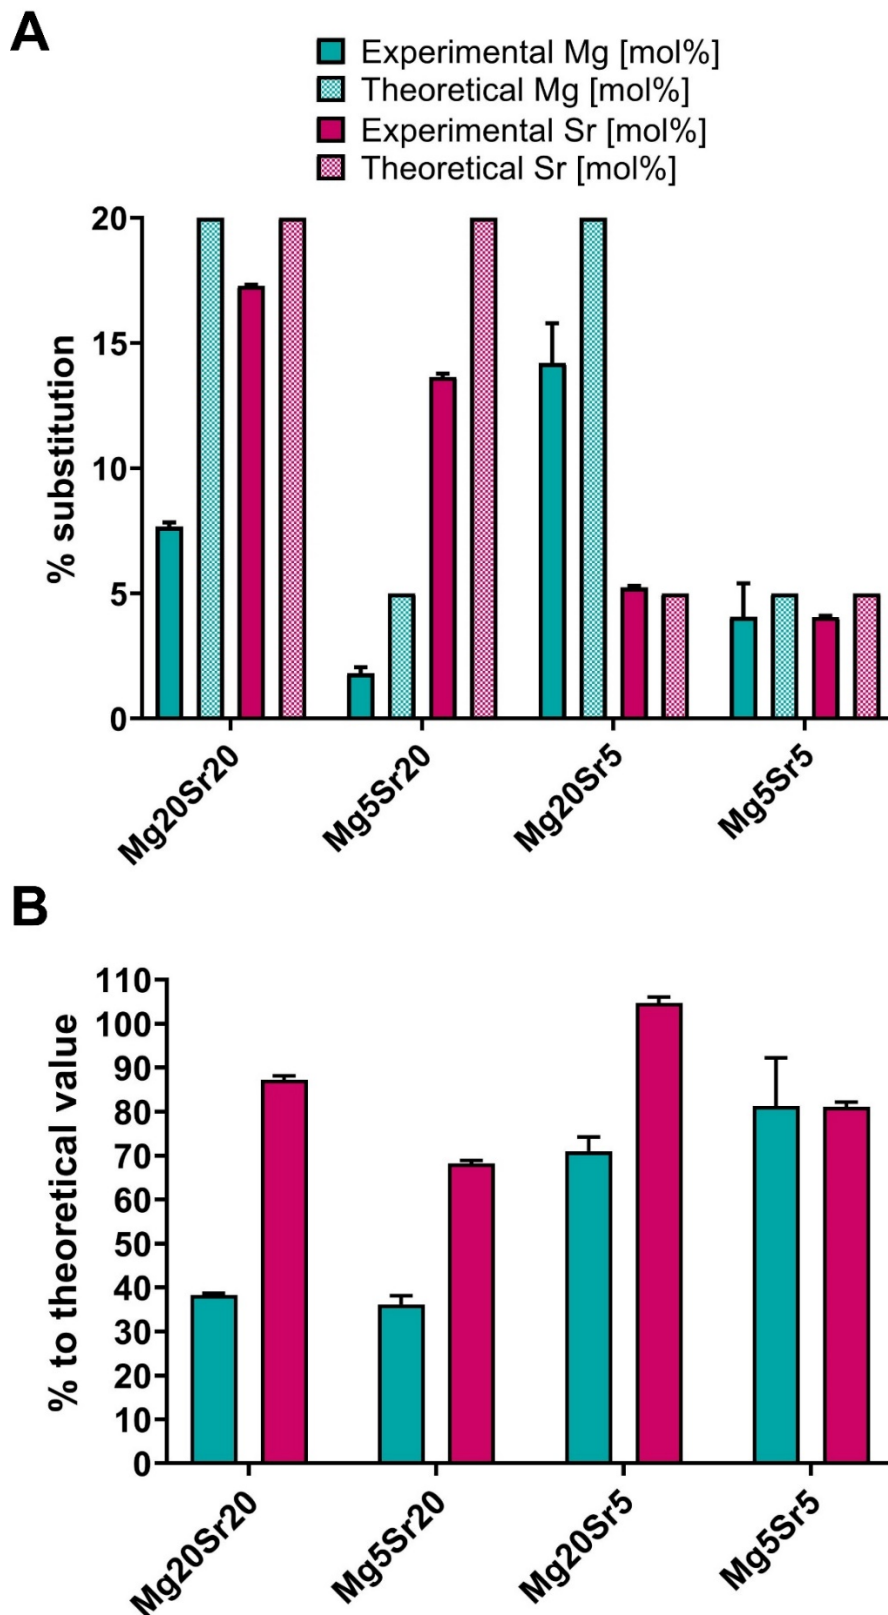 A
Experimental Mg [mol%]
Theoretical Mg [mol%]
Experimental Sr [mol%]
Theoretical Sr [mol%]
% substitution
20
15
10
5
0
Mg20Sr20
Mg5Sr20
Mg20Sr5
Mg5Sr5
B
% to theoretical value
110
100
90
80
70
60
50
40
30
20
10
0
Mg20Sr20
Mg5Sr20
Mg20Sr5
Mg5Sr5